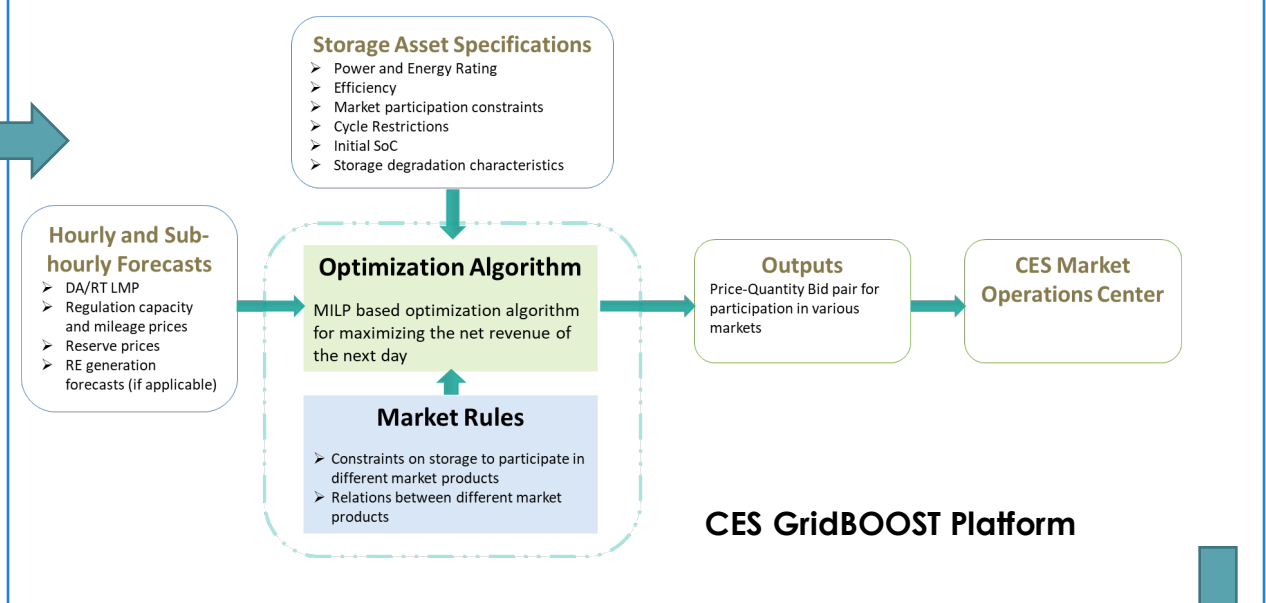 Storage Asset Specifications
➢ Power and Energy Rating
➢ Efficiency
➢ Market participation constraints
➢ Cycle Restrictions
➢ Initial SoC
➢ Storage degradation characteristics
Hourly and Sub-
hourly Forecasts
➢ DA/RT LMP
➢ Regulation capacity
and mileage prices
➢ Reserve prices
➢ RE generation
forecasts (if applicable)
Optimization Algorithm
MILP based optimization algorithm
for maximizing the net revenue of
the next day
Market Rules
➢ Constraints on storage to participate in
different market products
➢ Relations between different market
products
Outputs
Price-Quantity Bid pair for
participation in various
markets
CES Market
Operations Center
CES GridBOOST Platform